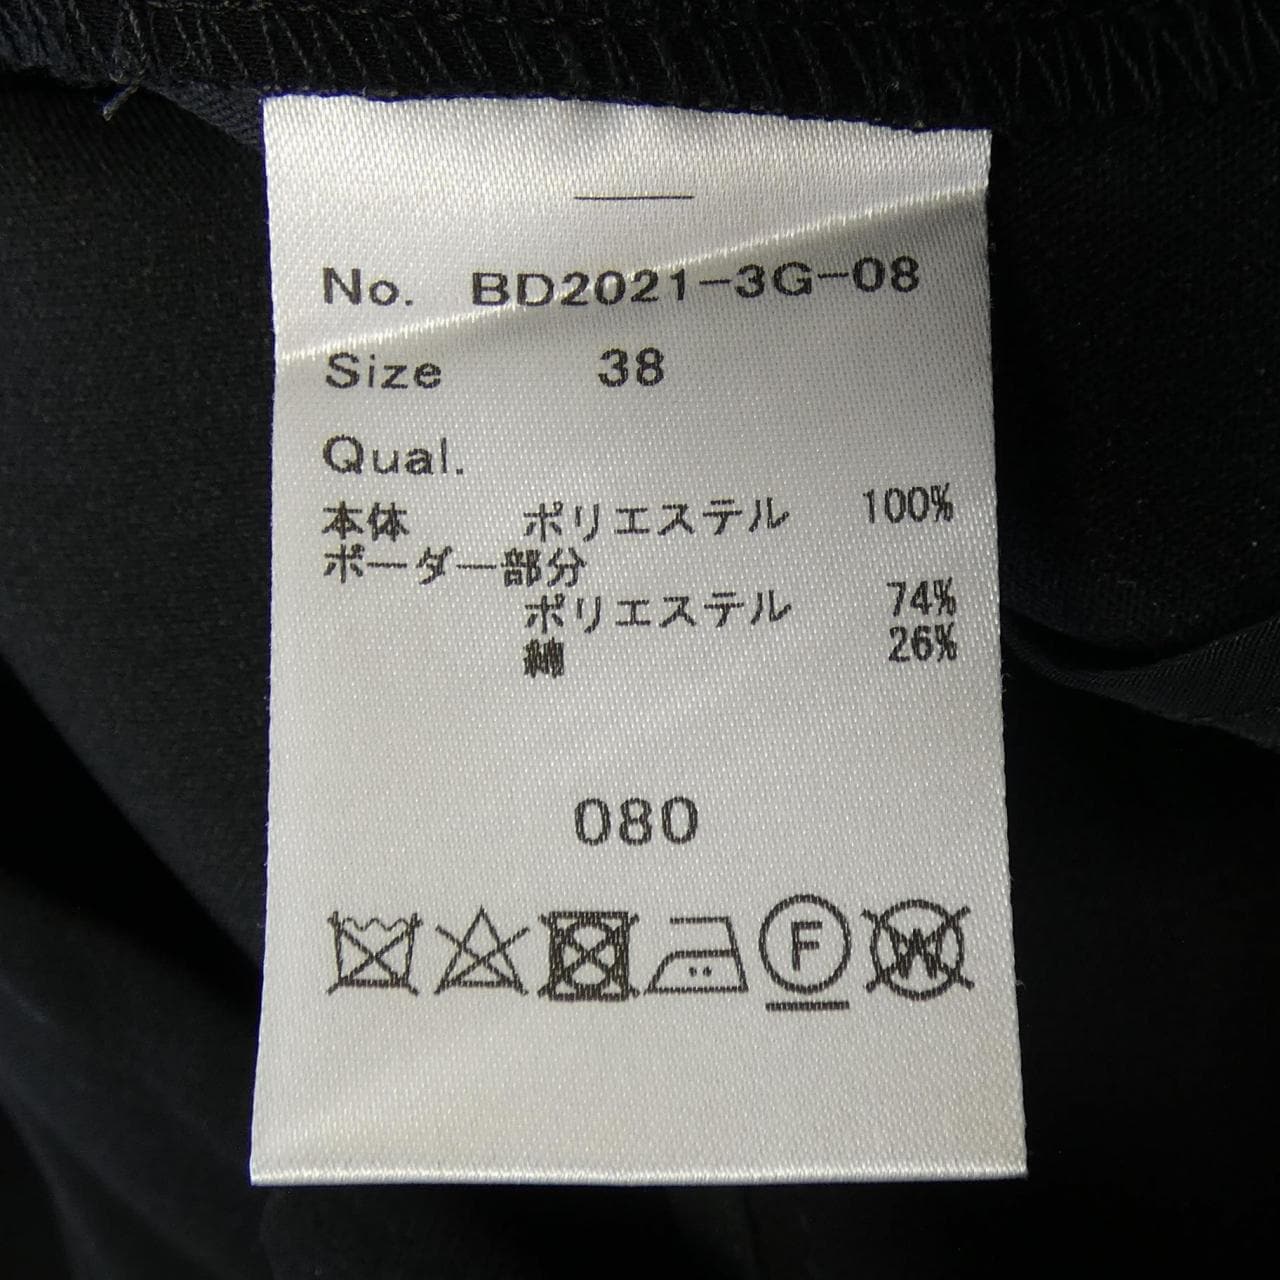 No. BD2021-3G-08
Size 38
Qual.
本体 ポリエステル 100%
ボーダー部分
ポリエステル 74%
綿 26%
080
F W